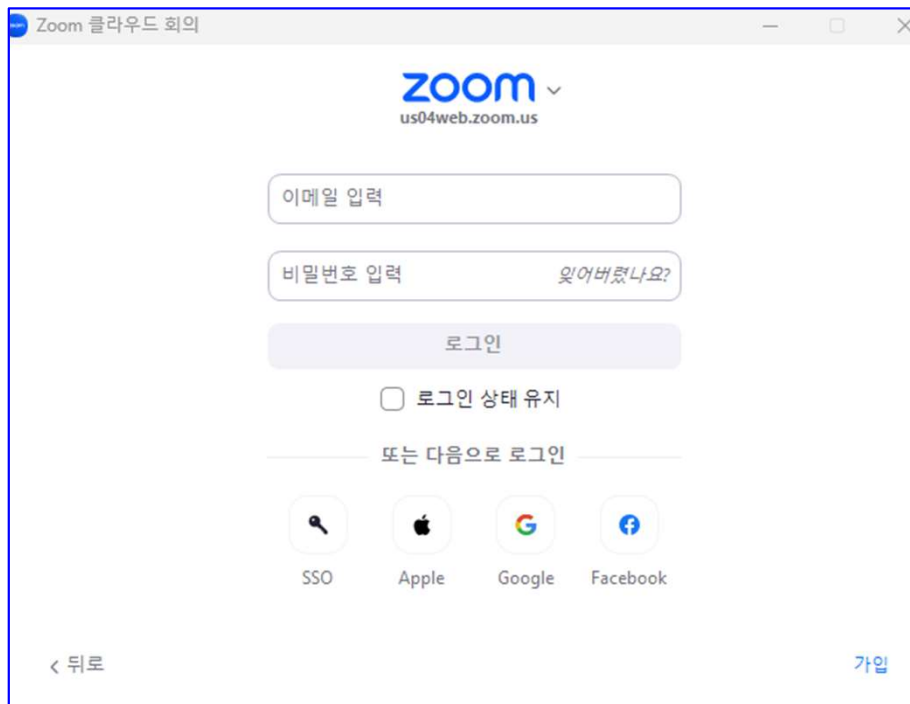 zoom Zoom 클라우드 회의
zoom
us04web.zoom.us
이메일 입력
비밀번호 입력 잊어버렸나요?
로그인
로그인 상태 유지
또는 다음으로 로그인
SSO Apple Google Facebook
뒤로 가입